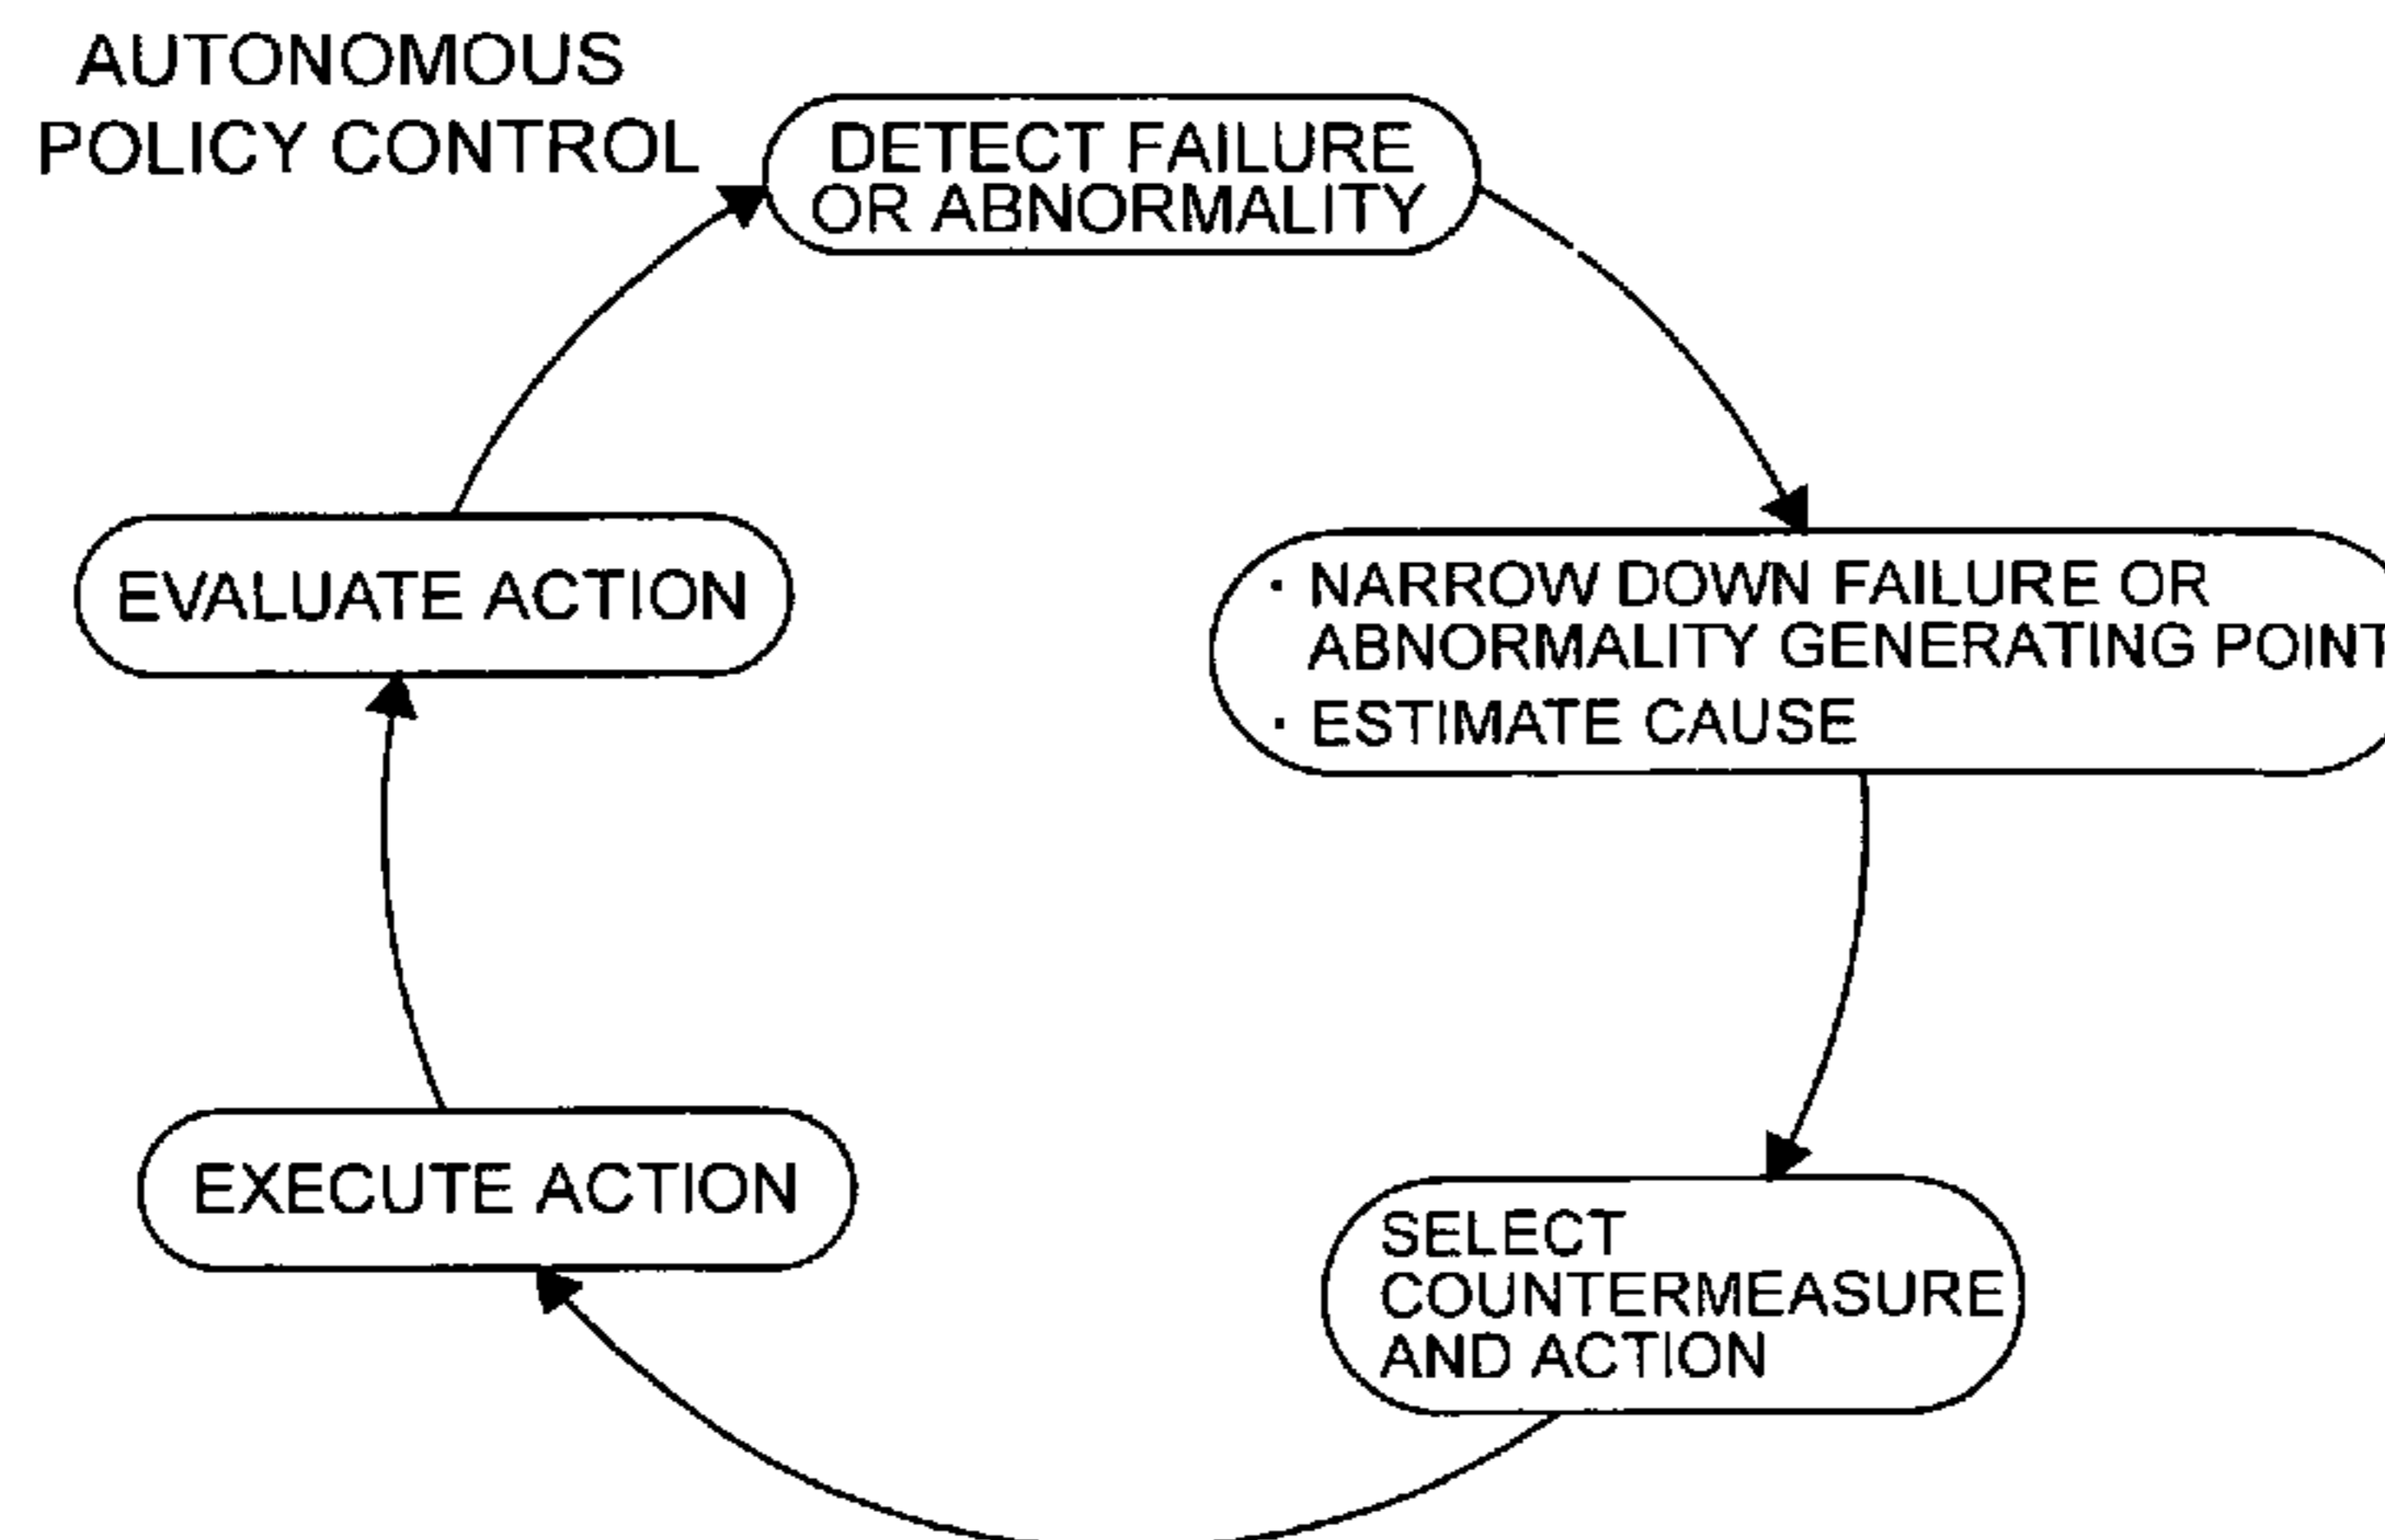 AUTONOMOUS
POLICY CONTROL
DETECT FAILURE
OR ABNORMALITY
· NARROW DOWN FAILURE OR
ABNORMALITY GENERATING POINT
· ESTIMATE CAUSE
SELECT
COUNTERMEASURE
AND ACTION
EXECUTE ACTION
EVALUATE ACTION